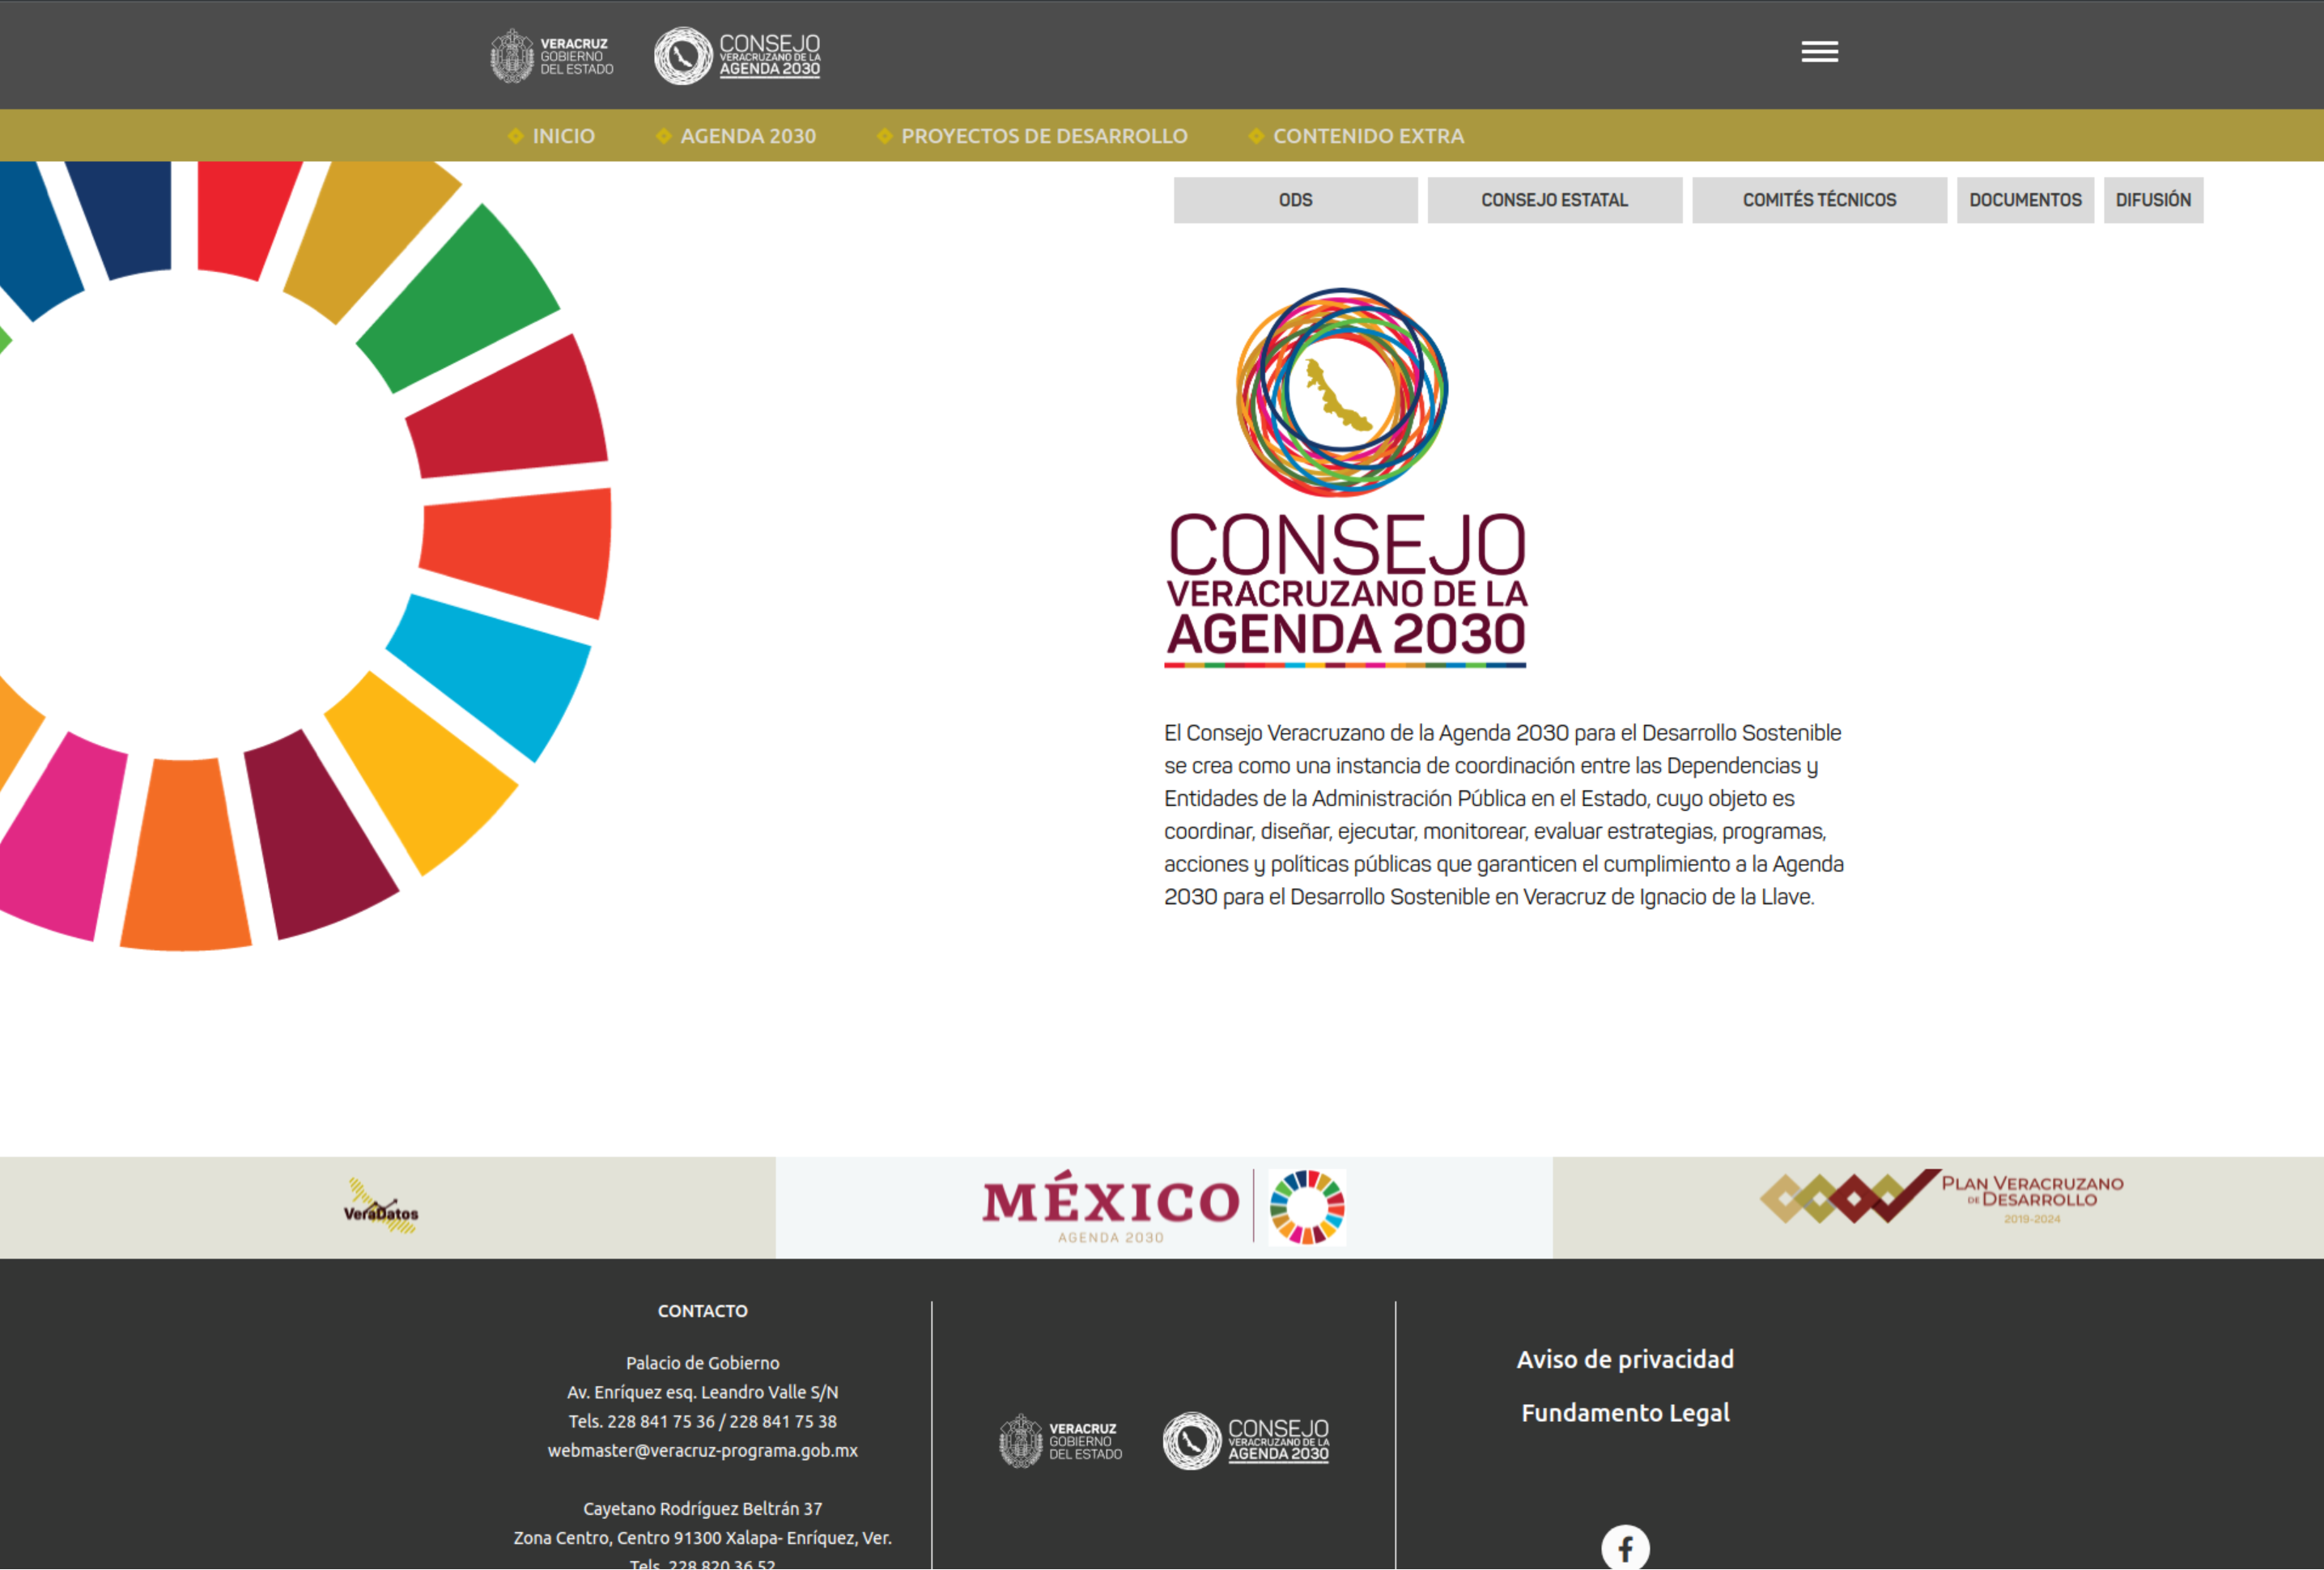 VERACRUZ
GOBIERNO
DEL ESTADO
CONSEJO
VERACRUZANO DE LA
AGENDA 2030
INICIO
AGENDA 2030
PROYECTOS DE DESARROLLO
CONTENIDO EXTRA
ODS
CONSEJO ESTATAL
COMITÉS TÉCNICOS
DOCUMENTOS
DIFUSIÓN
CONSEJO
VERACRUZANO DE LA
AGENDA 2030
El Consejo Veracruzano de la Agenda 2030 para el Desarrollo Sostenible
se crea como una instancia de coordinación entre las Dependencias y
Entidades de la Administración Pública en el Estado, cuyo objeto es
coordinar, diseñar, ejecutar, monitorear, evaluar estrategias, programas,
acciones y políticas públicas que garanticen el cumplimiento a la Agenda
2030 para el Desarrollo Sostenible en Veracruz de Ignacio de la Llave.
VeraDatos
MÉXICO
AGENDA 2030
PLAN VERACRUZANO
DE DESARROLLO
2019-2024
CONTACTO
Palacio de Gobierno
Av. Enríquez esq. Leandro Valle S/N
Tels. 228 841 75 36 / 228 841 75 38
webmaster@veracruz-programa.gob.mx
Cayetano Rodríguez Beltrán 37
Zona Centro, Centro 91300 Xalapa- Enríquez, Ver.
Tels. 228 820 36 52
VERACRUZ
GOBIERNO
DEL ESTADO
CONSEJO
VERACRUZANO DE LA
AGENDA 2030
Aviso de privacidad
Fundamento Legal